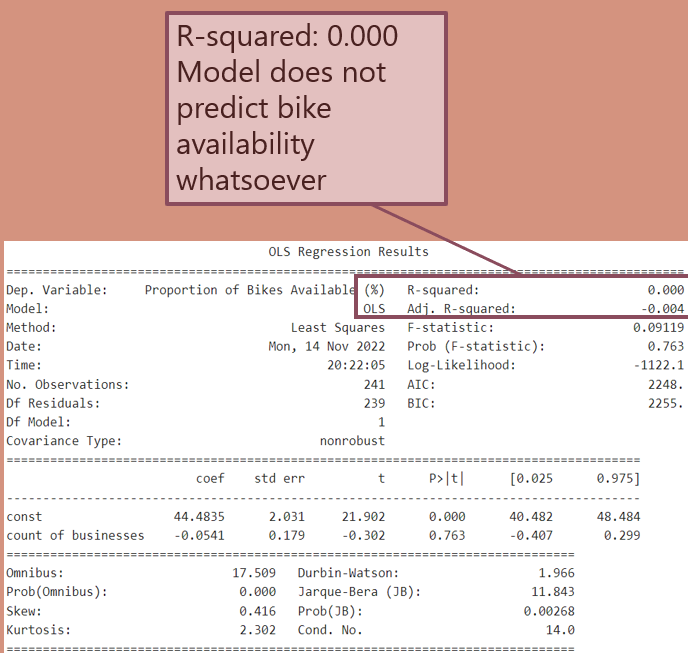 R-squared: 0.000
Model does not
predict bike
availability
whatsoever
OLS Regression Results
==============================================================================================
Dep. Variable:     Proportion of Bikes Available (%)   R-squared:                       0.000
Model:                                           OLS   Adj. R-squared:                 -0.004
Method:                                Least Squares   F-statistic:                   0.09119
Date:                               Mon, 14 Nov 2022   Prob (F-statistic):              0.763
Time:                                       20:22:05   Log-Likelihood:                -1122.1
No. Observations:                                241   AIC:                             2248.
Df Residuals:                                    239   BIC:                             2255.
Df Model:                                          1
Covariance Type:                           nonrobust
=======================================================================================
coef    std err          t      P>|t|      [0.025      0.975]
---------------------------------------------------------------------------------------
const                  44.4835      2.031     21.902      0.000      40.482      48.484
count of businesses    -0.0541      0.179     -0.302      0.763      -0.407       0.299
==============================================================================
Omnibus:                       17.509   Durbin-Watson:                   1.966
Prob(Omnibus):                  0.000   Jarque-Bera (JB):               11.843
Skew:                           0.416   Prob(JB):                      0.00268
Kurtosis:                       2.302   Cond. No.                         14.0
==============================================================================